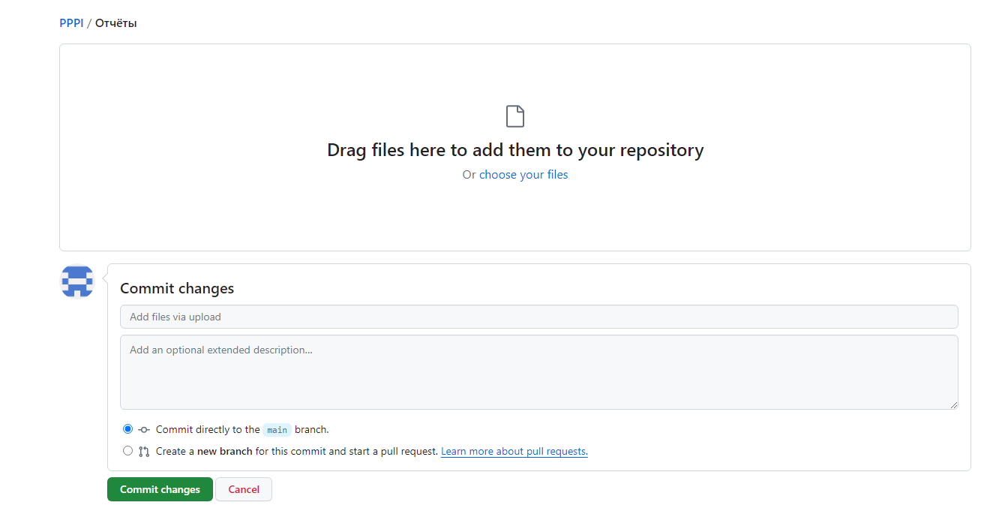 PPPI / Отчёты
Drag files here to add them to your repository
Or choose your files
Commit changes
Add files via upload
Add an optional extended description...
Commit directly to the main branch.
Create a new branch for this commit and start a pull request. Learn more about pull requests.
Commit changes Cancel